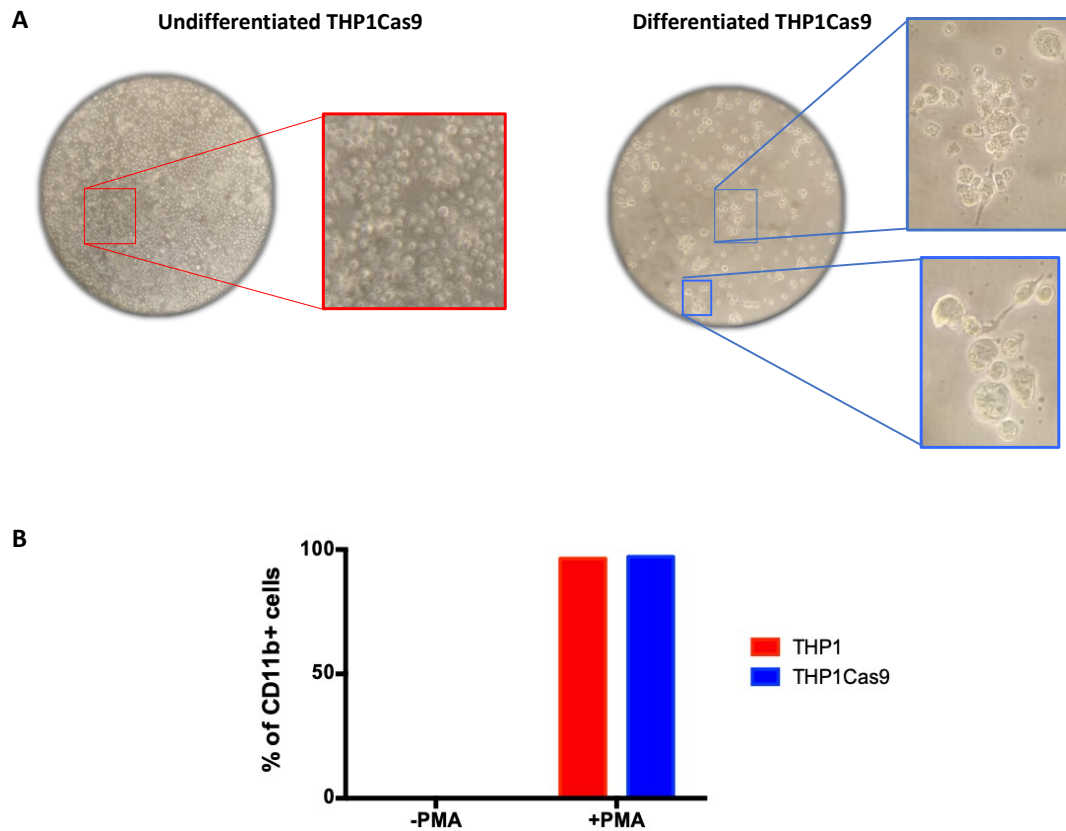 A
Undifferentiated THP1Cas9
Differentiated THP1Cas9
B
% of CD11b+ cells
100
50
0
-PMA
+PMA
THP1
THP1Cas9